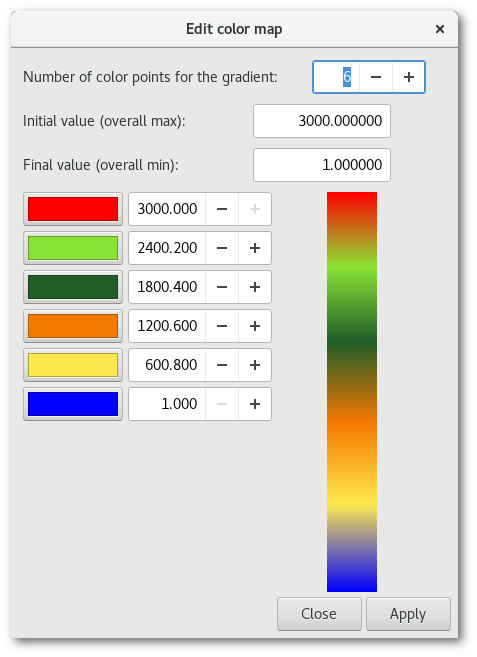 Edit color map ×
Number of color points for the gradient: 6 − +
Initial value (overall max): 3000.000000
Final value (overall min): 1.000000
3000.000 − +
2400.200 − +
1800.400 − +
1200.600 − +
600.800 − +
1.000 − +
Close Apply